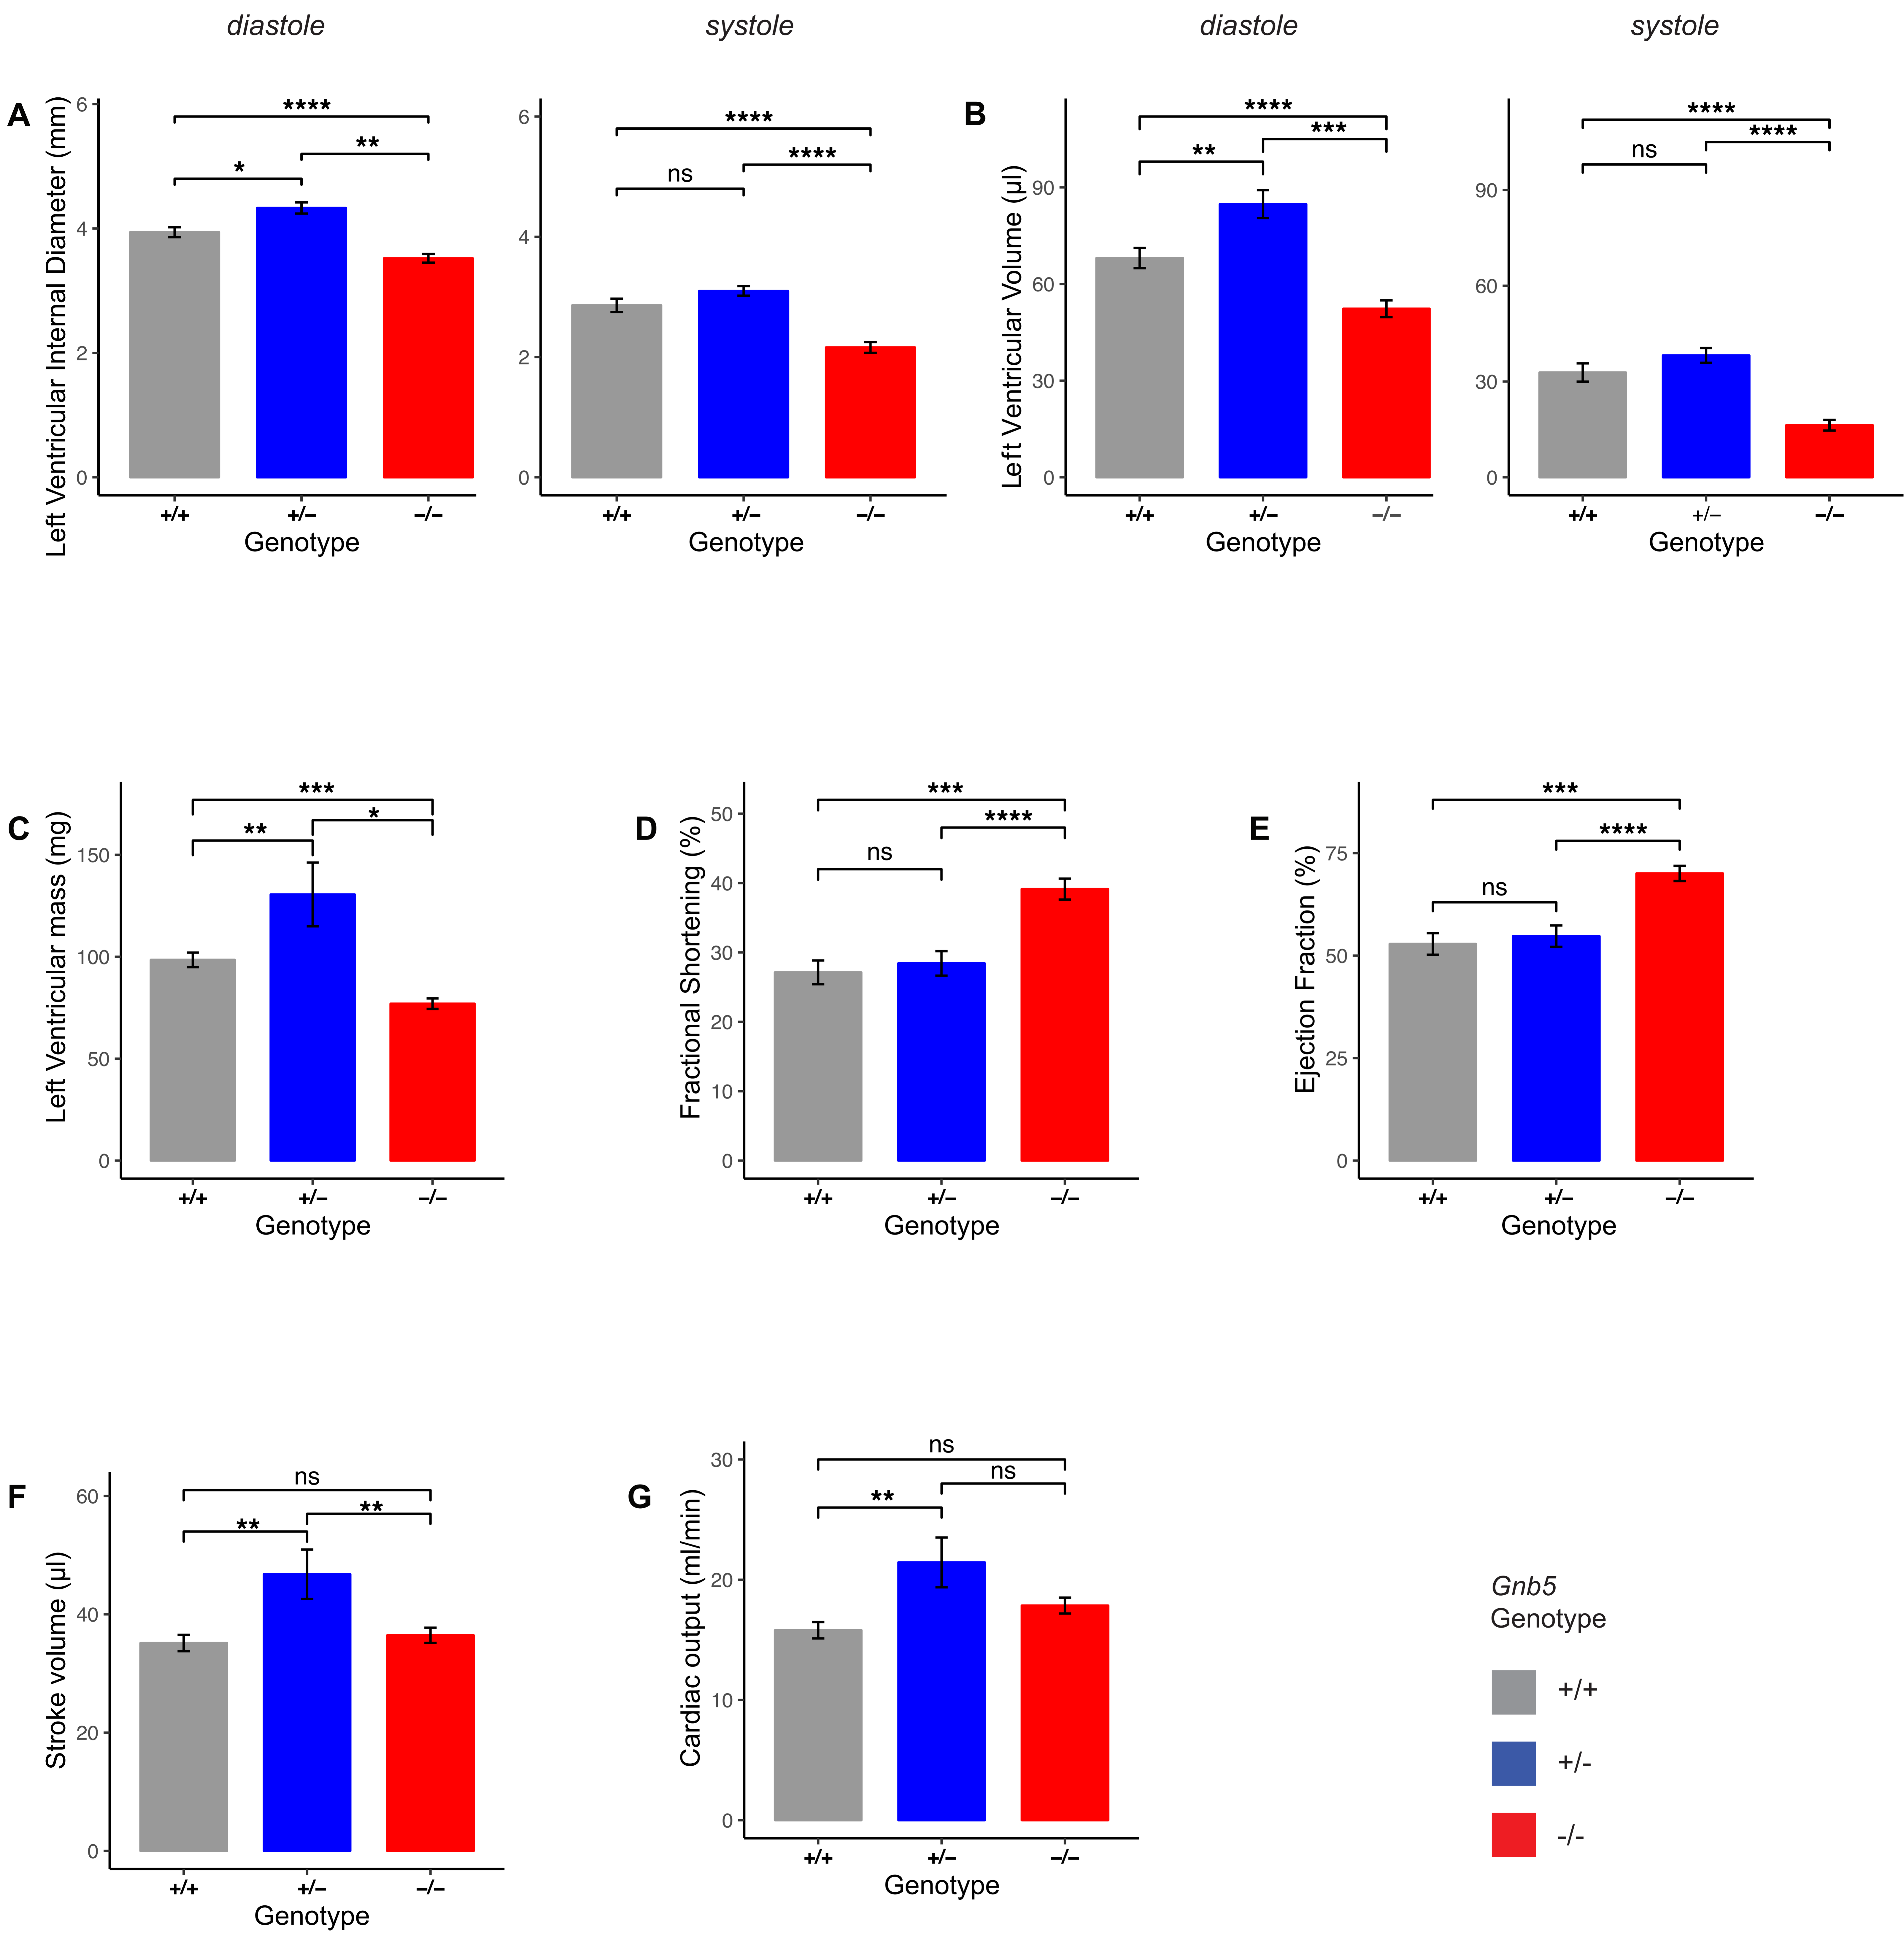 diastole
systole
diastole
systole
A
Left Ventricular Internal Diameter (mm)
6
4
2
0
****
**
*
+/+
+/−
−/−
Genotype
6
4
2
0
****
****
ns
+/+
+/−
−/−
Genotype
B
Left Ventricular Volume (µl)
90
60
30
0
****
***
**
+/+
+/−
−/−
Genotype
90
60
30
0
****
****
ns
+/+
+/−
−/−
Genotype
C
Left Ventricular mass (mg)
150
100
50
0
***
*
**
+/+
+/−
−/−
Genotype
D
Fractional Shortening (%)
50
40
30
20
10
0
***
****
ns
+/+
+/−
−/−
Genotype
E
Ejection Fraction (%)
75
50
25
0
***
****
ns
+/+
+/−
−/−
Genotype
F
Stroke volume (µl)
60
40
20
0
ns
**
**
+/+
+/−
−/−
Genotype
G
Cardiac output (ml/min)
30
20
10
0
ns
ns
**
+/+
+/−
−/−
Genotype
Gnb5
Genotype
+/+
+/-
-/-